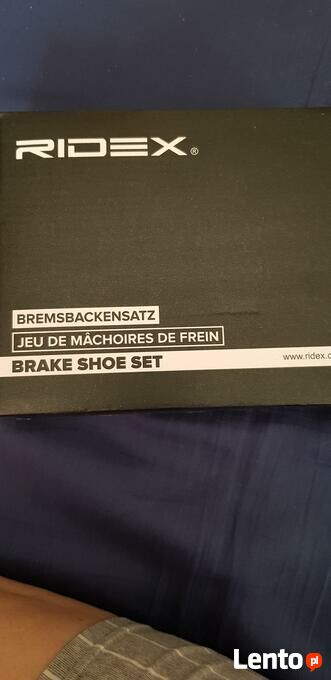 RIDEX®
BREMSBACKENSATZ
JEU DE MÂCHOIRES DE FREIN
BRAKE SHOE SET
www.ridex.
Lento.pl